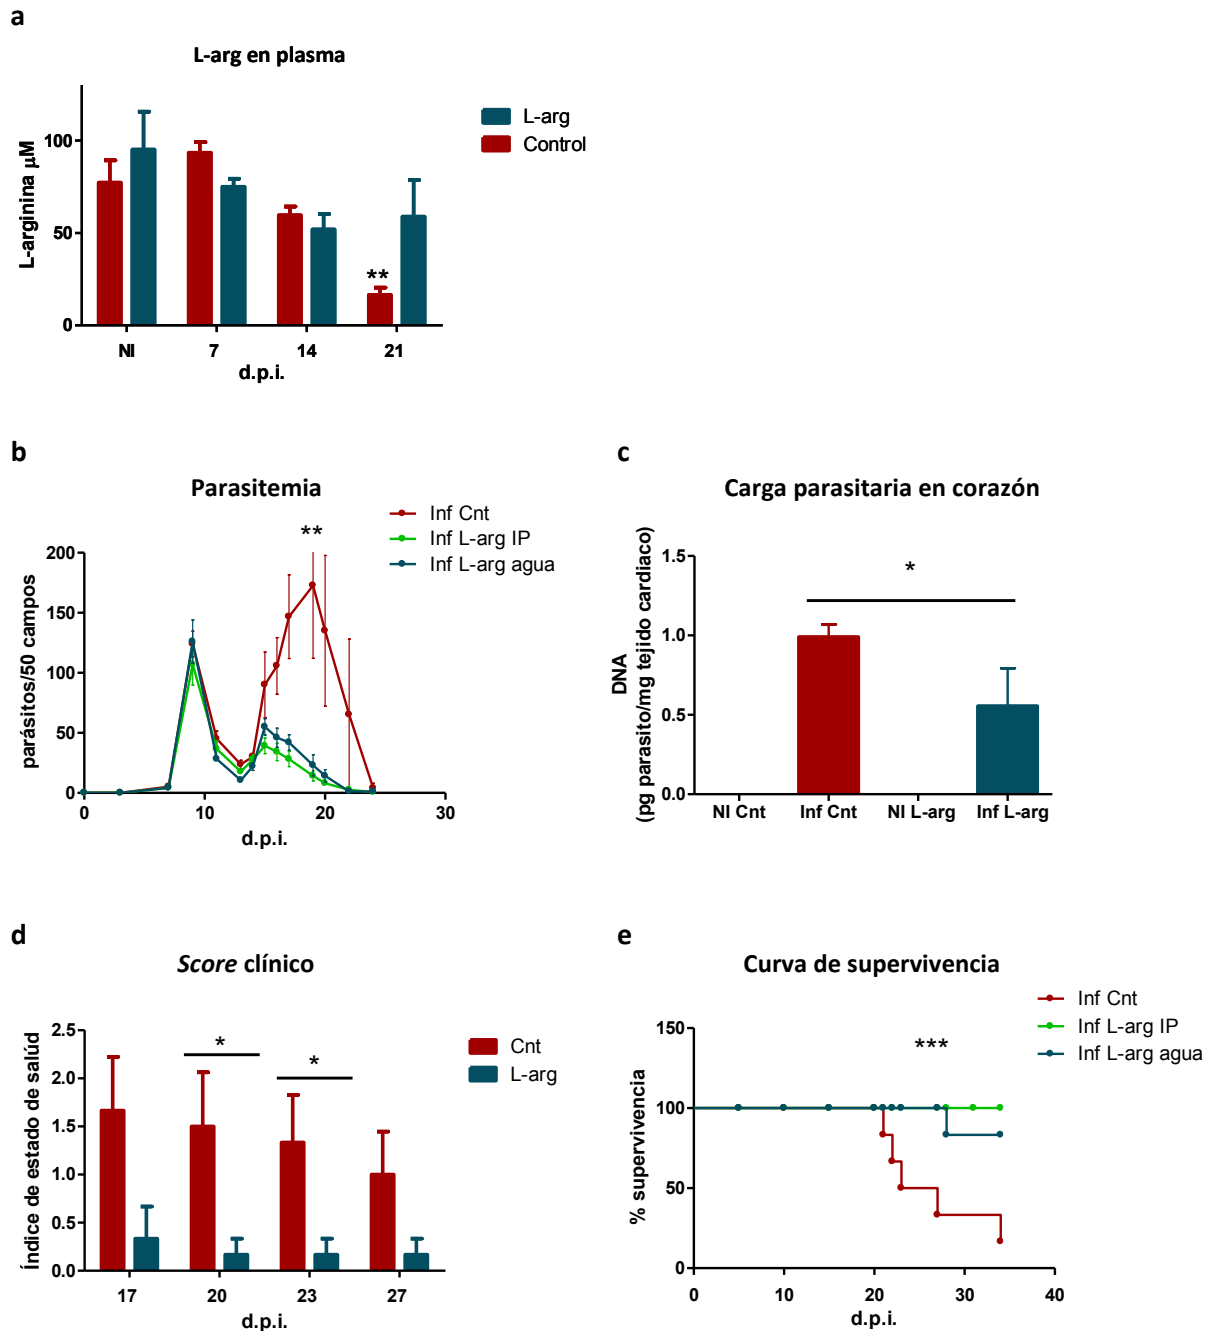 a
L-arg en plasma
L-arginina µM
100
50
0
NI 7 14 21
d.p.i.
**
L-arg
Control
b
Parasitemia
parásitos/50 campos
200
150
100
50
0
0 10 20 30
d.p.i.
**
Inf Cnt
Inf L-arg IP
Inf L-arg agua
c
Carga parasitaria en corazón
DNA
(pg parasito/mg tejido cardiaco)
1.5
1.0
0.5
0.0
*
NI Cnt Inf Cnt NI L-arg Inf L-arg
d
Score clínico
Índice de estado de salúd
2.5
2.0
1.5
1.0
0.5
0.0
* *
17 20 23 27
d.p.i.
Cnt
L-arg
e
Curva de supervivencia
% supervivencia
150
100
50
0
***
0 10 20 30 40
d.p.i.
Inf Cnt
Inf L-arg IP
Inf L-arg agua